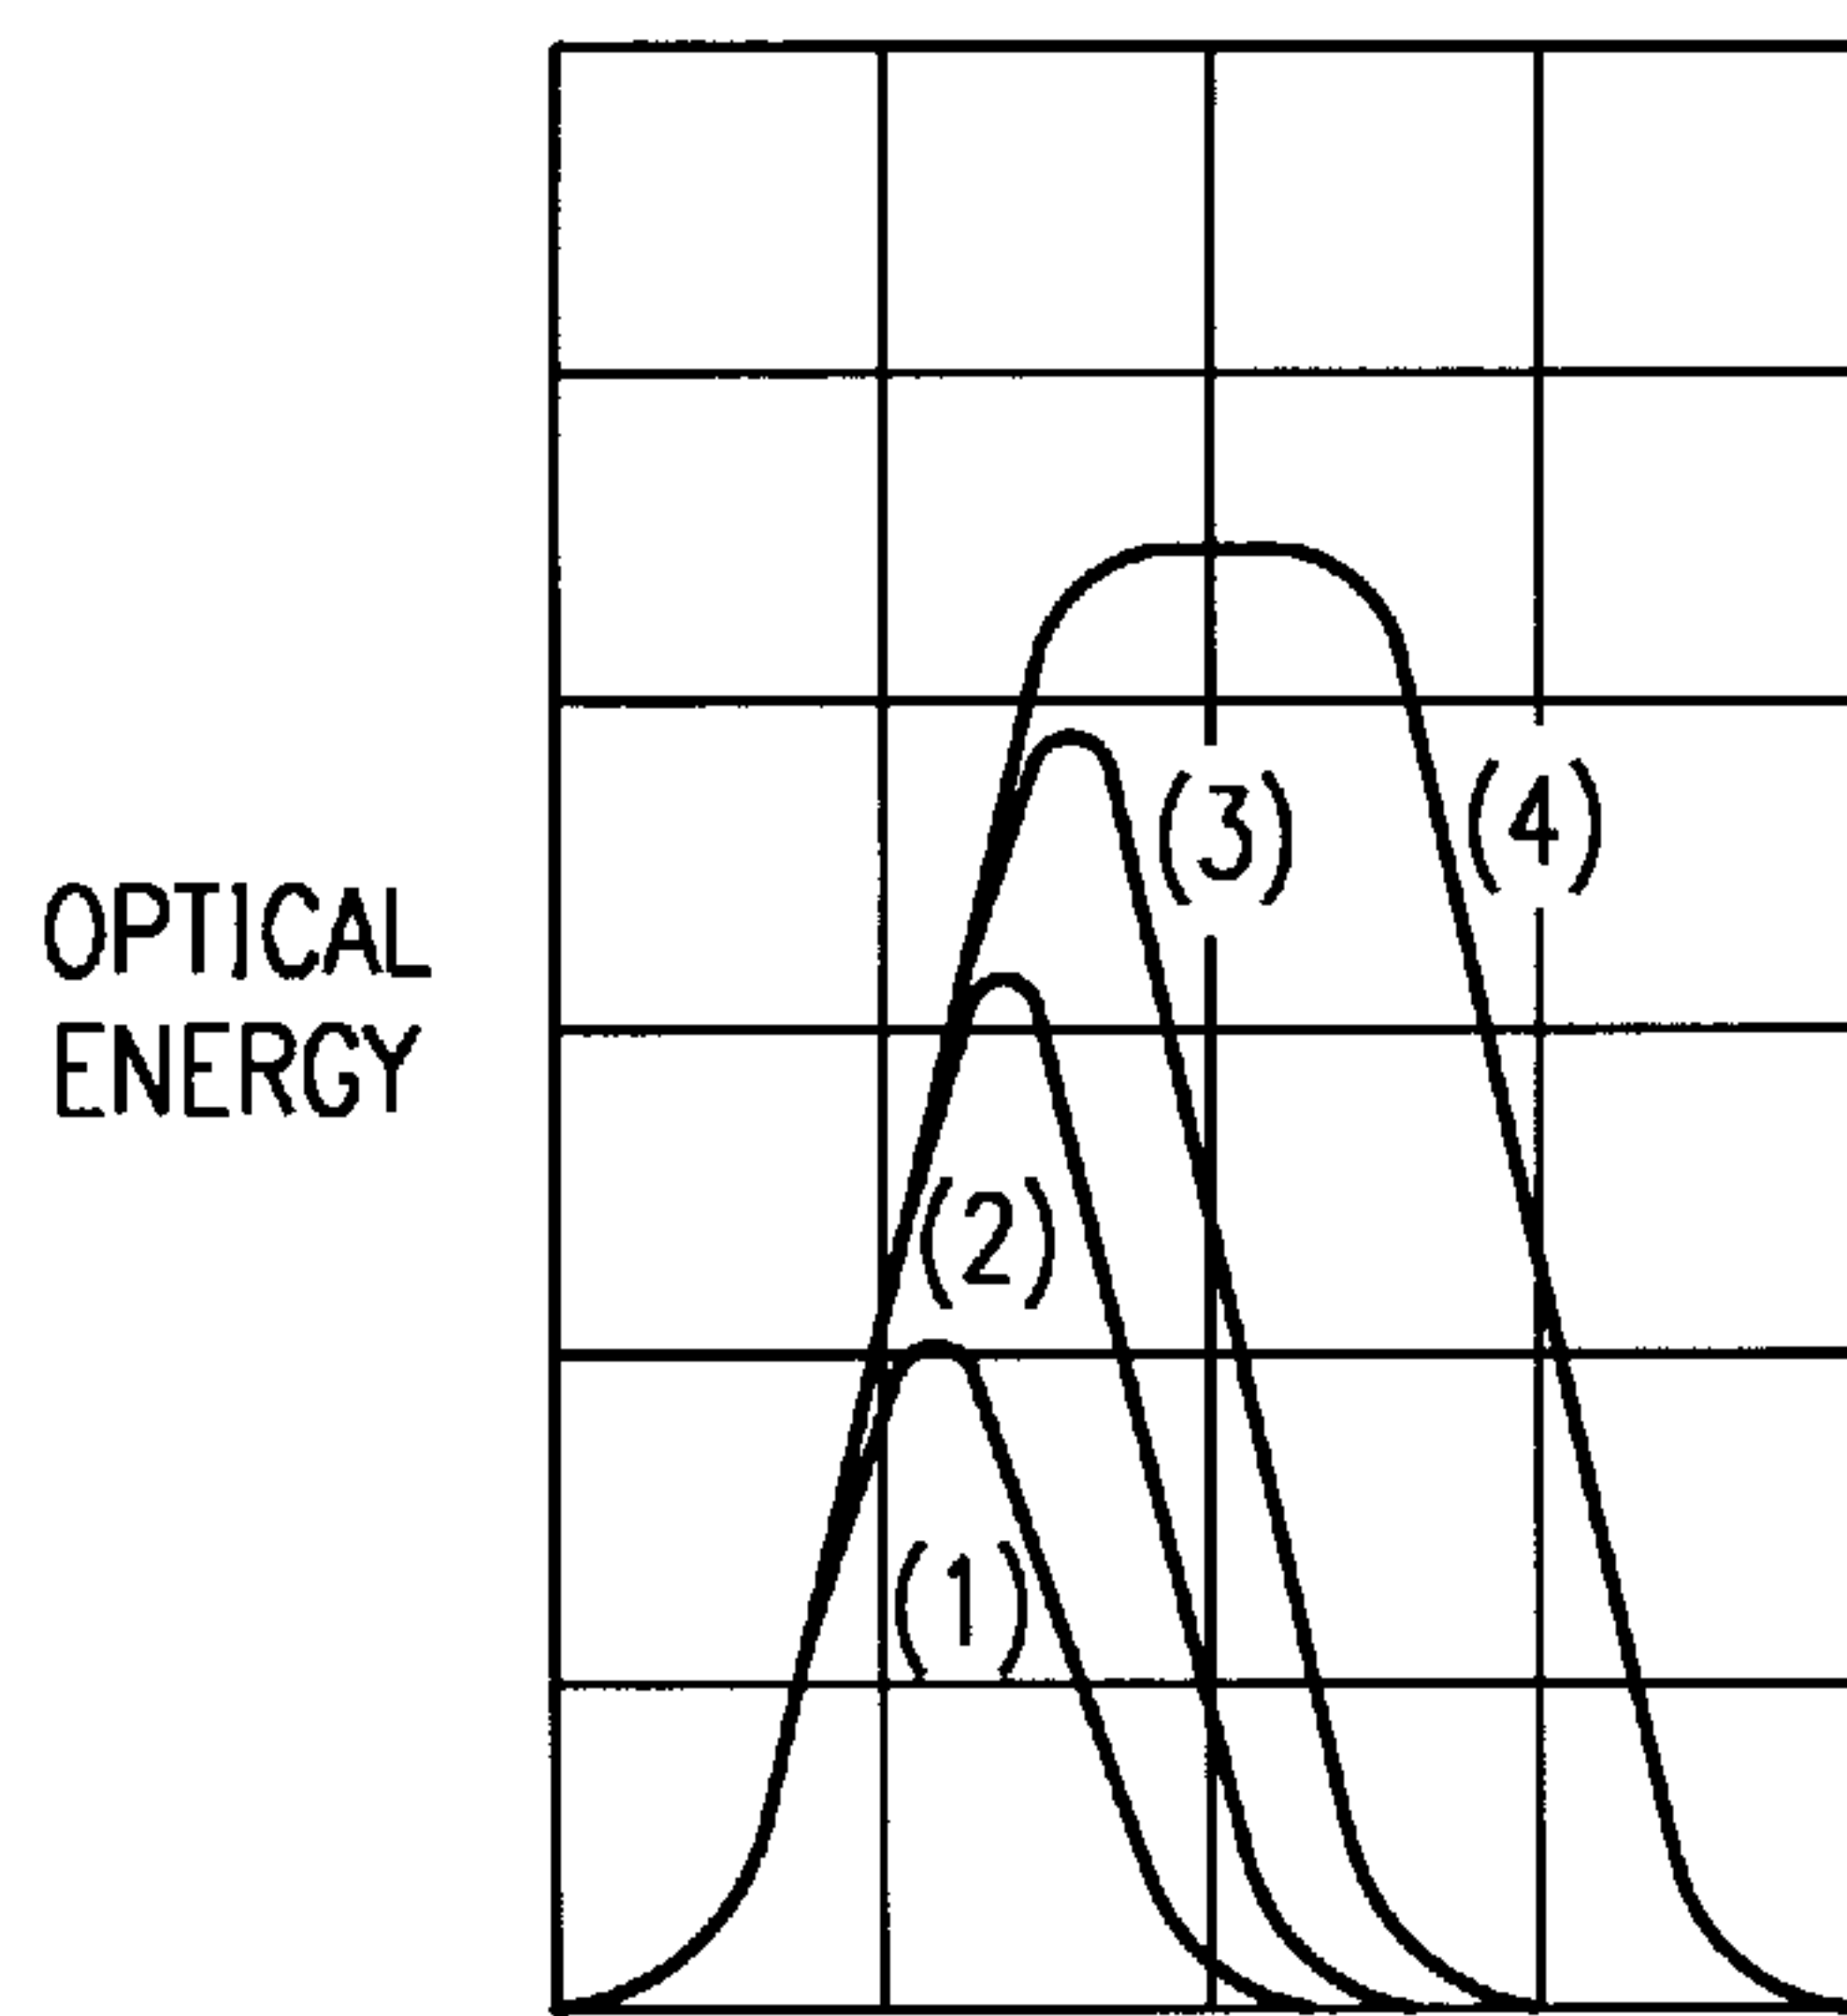 (3)
(4)
OPTICAL
ENERGY
(2)
(1)